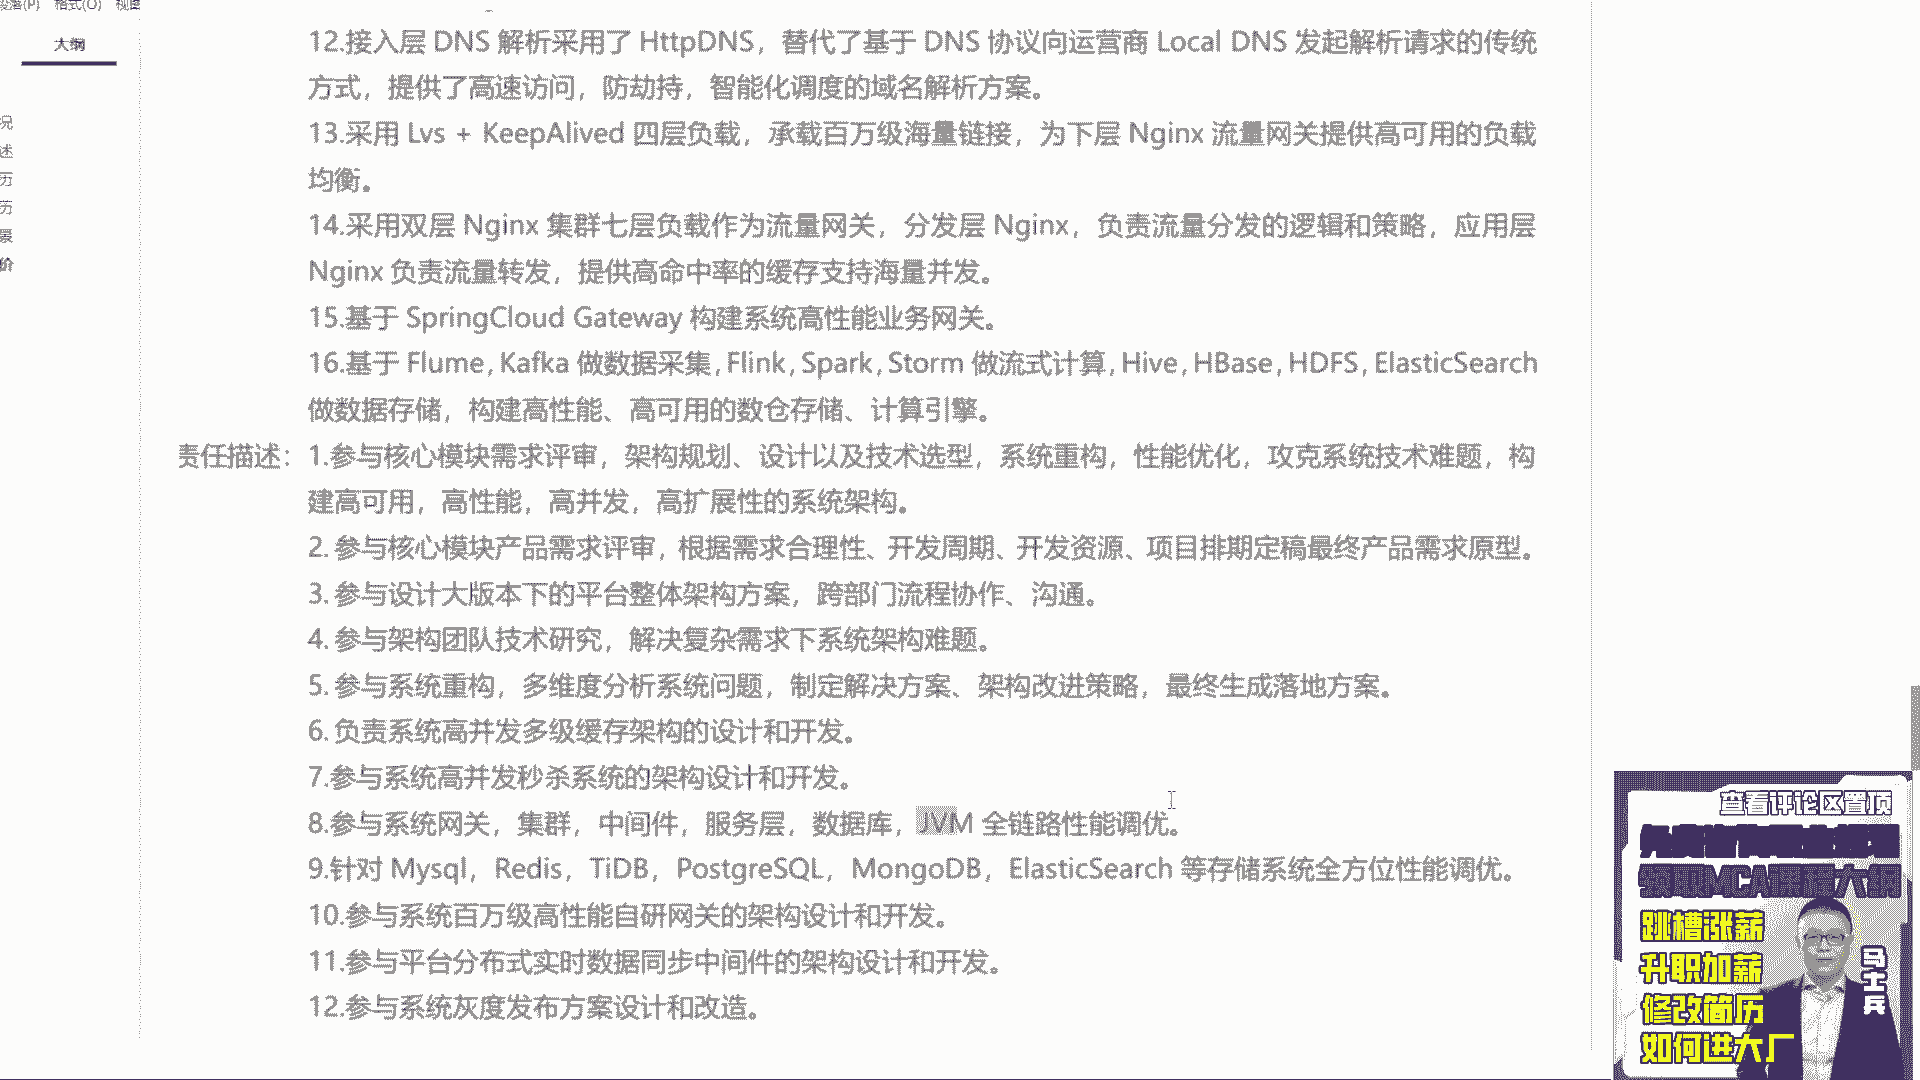 段落(P) 格式(O) 视图
大纲
况
述
历
历
景
价
12.接入层 DNS 解析采用了 HttpDNS，替代了基于 DNS 协议向运营商 Local DNS 发起解析请求的传统
方式，提供了高速访问，防劫持，智能化调度的域名解析方案。
13.采用 Lvs + KeepAlived 四层负载，承载百万级海量链接，为下层 Nginx 流量网关提供高可用的负载
均衡。
14.采用双层 Nginx 集群七层负载作为流量网关，分发层 Nginx，负责流量分发的逻辑和策略，应用层
Nginx 负责流量转发，提供高命中率的缓存支持海量并发。
15.基于 SpringCloud Gateway 构建系统高性能业务网关。
16.基于 Flume,Kafka 做数据采集,Flink,Spark,Storm 做流式计算,Hive,HBase,HDFS,ElasticSearch
做数据存储，构建高性能、高可用的数仓存储、计算引擎。
责任描述：1.参与核心模块需求评审，架构规划、设计以及技术选型，系统重构，性能优化，攻克系统技术难题，构
建高可用，高性能，高并发，高扩展性的系统架构。
2. 参与核心模块产品需求评审，根据需求合理性、开发周期、开发资源、项目排期定稿最终产品需求原型。
3. 参与设计大版本下的平台整体架构方案，跨部门流程协作、沟通。
4. 参与架构团队技术研究，解决复杂需求下系统架构难题。
5. 参与系统重构，多维度分析系统问题，制定解决方案、架构改进策略，最终生成落地方案。
6. 负责系统高并发多级缓存架构的设计和开发。
7.参与系统高并发秒杀系统的架构设计和开发。
8.参与系统网关，集群，中间件，服务层，数据库，JVM 全链路性能调优。
9.针对 Mysql，Redis，TiDB，PostgreSQL，MongoDB，ElasticSearch 等存储系统全方位性能调优。
10.参与系统百万级高性能自研网关的架构设计和开发。
11.参与平台分布式实时数据同步中间件的架构设计和开发。
12.参与系统灰度发布方案设计和改造。
查看评论区置顶
领取MCA课程大纲
跳槽涨薪
升职加薪
修改简历
如何进大厂
马士兵